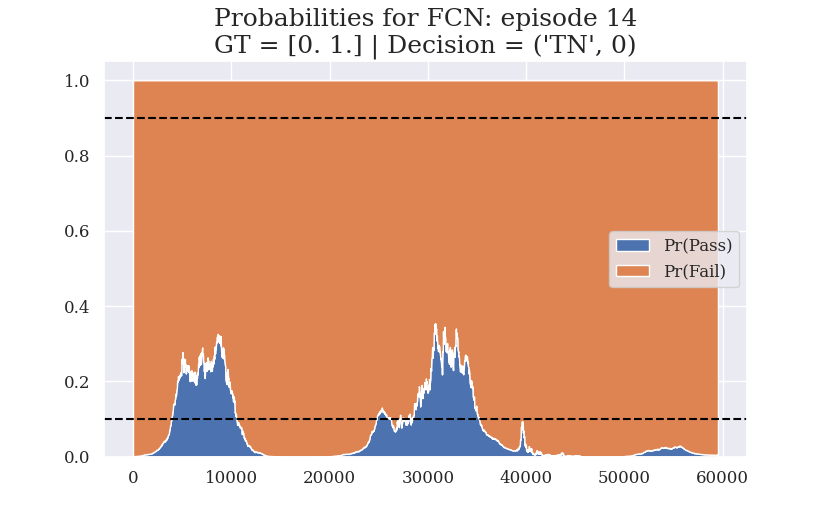 Probabilities for FCN: episode 14
GT = [0. 1.] | Decision = ('TN', 0)
1.0
0.8
0.6
0.4
0.2
0.0
Pr(Pass)
Pr(Fail)
0 10000 20000 30000 40000 50000 60000